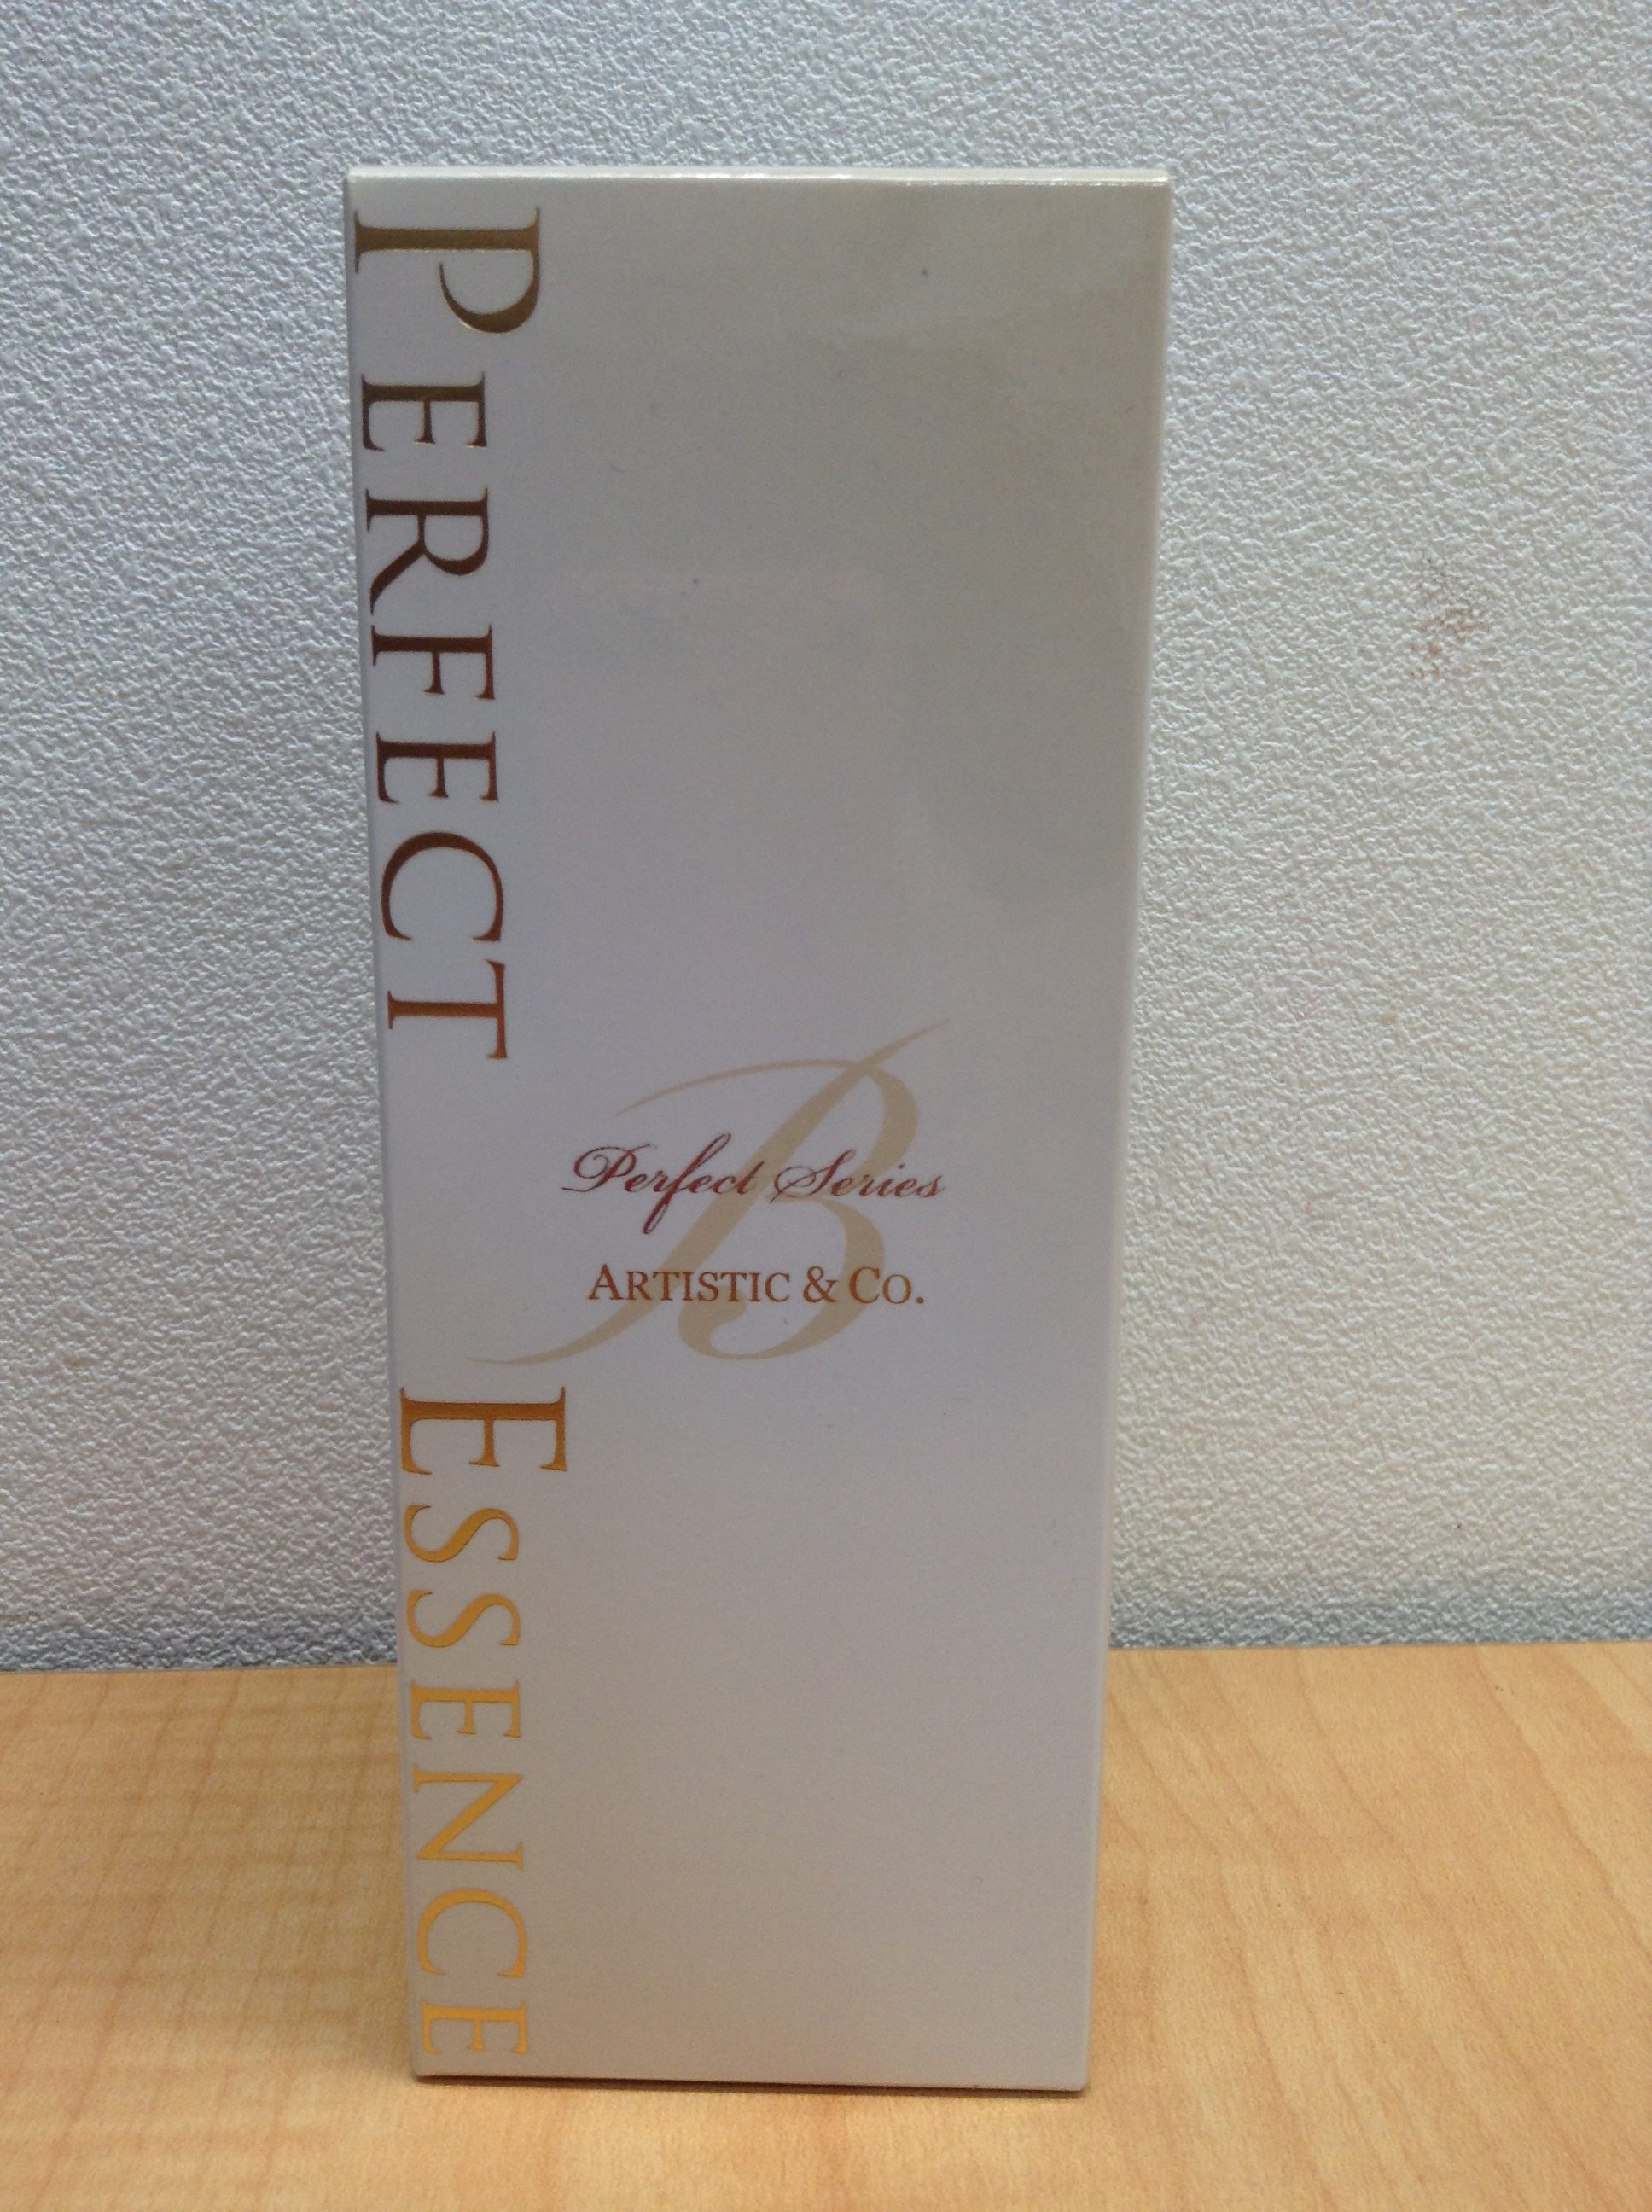 PERFECT ESSENCE
B
Perfect Series
ARTISTIC & CO.